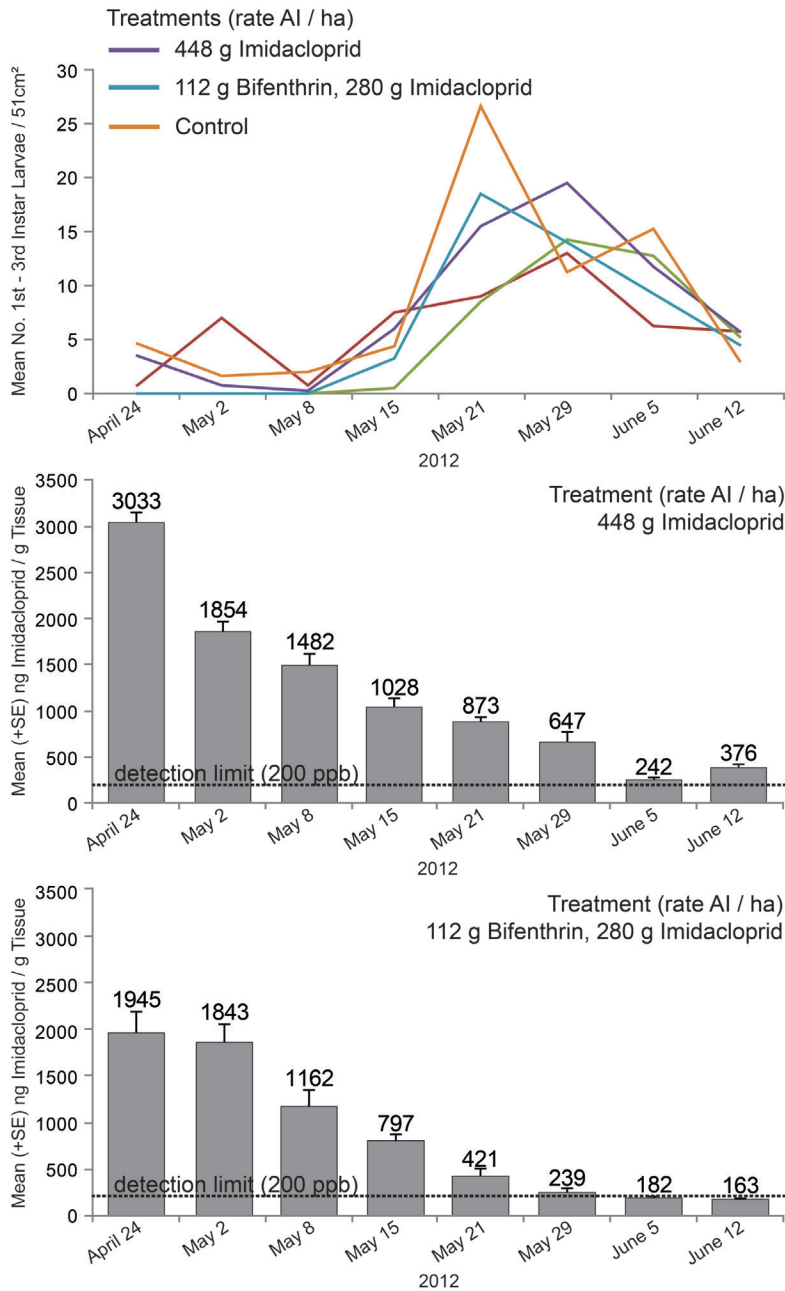 Treatments (rate AI / ha)
448 g Imidacloprid
112 g Bifenthrin, 280 g Imidacloprid
Control
Mean No. 1st - 3rd Instar Larvae / 51cm²
30
25
20
15
10
5
0
April 24
May 2
May 8
May 15
May 21
May 29
June 5
June 12
2012
Treatment (rate AI / ha)
448 g Imidacloprid
Mean (+SE) ng Imidacloprid / g Tissue
3500
3000
2500
2000
1500
1000
500
0
3033
1854
1482
1028
873
647
242
376
detection limit (200 ppb)
April 24
May 2
May 8
May 15
May 21
May 29
June 5
June 12
2012
Treatment (rate AI / ha)
112 g Bifenthrin, 280 g Imidacloprid
Mean (+SE) ng Imidacloprid / g Tissue
3500
3000
2500
2000
1500
1000
500
0
1945
1843
1162
797
421
239
182
163
detection limit (200 ppb)
April 24
May 2
May 8
May 15
May 21
May 29
June 5
June 12
2012